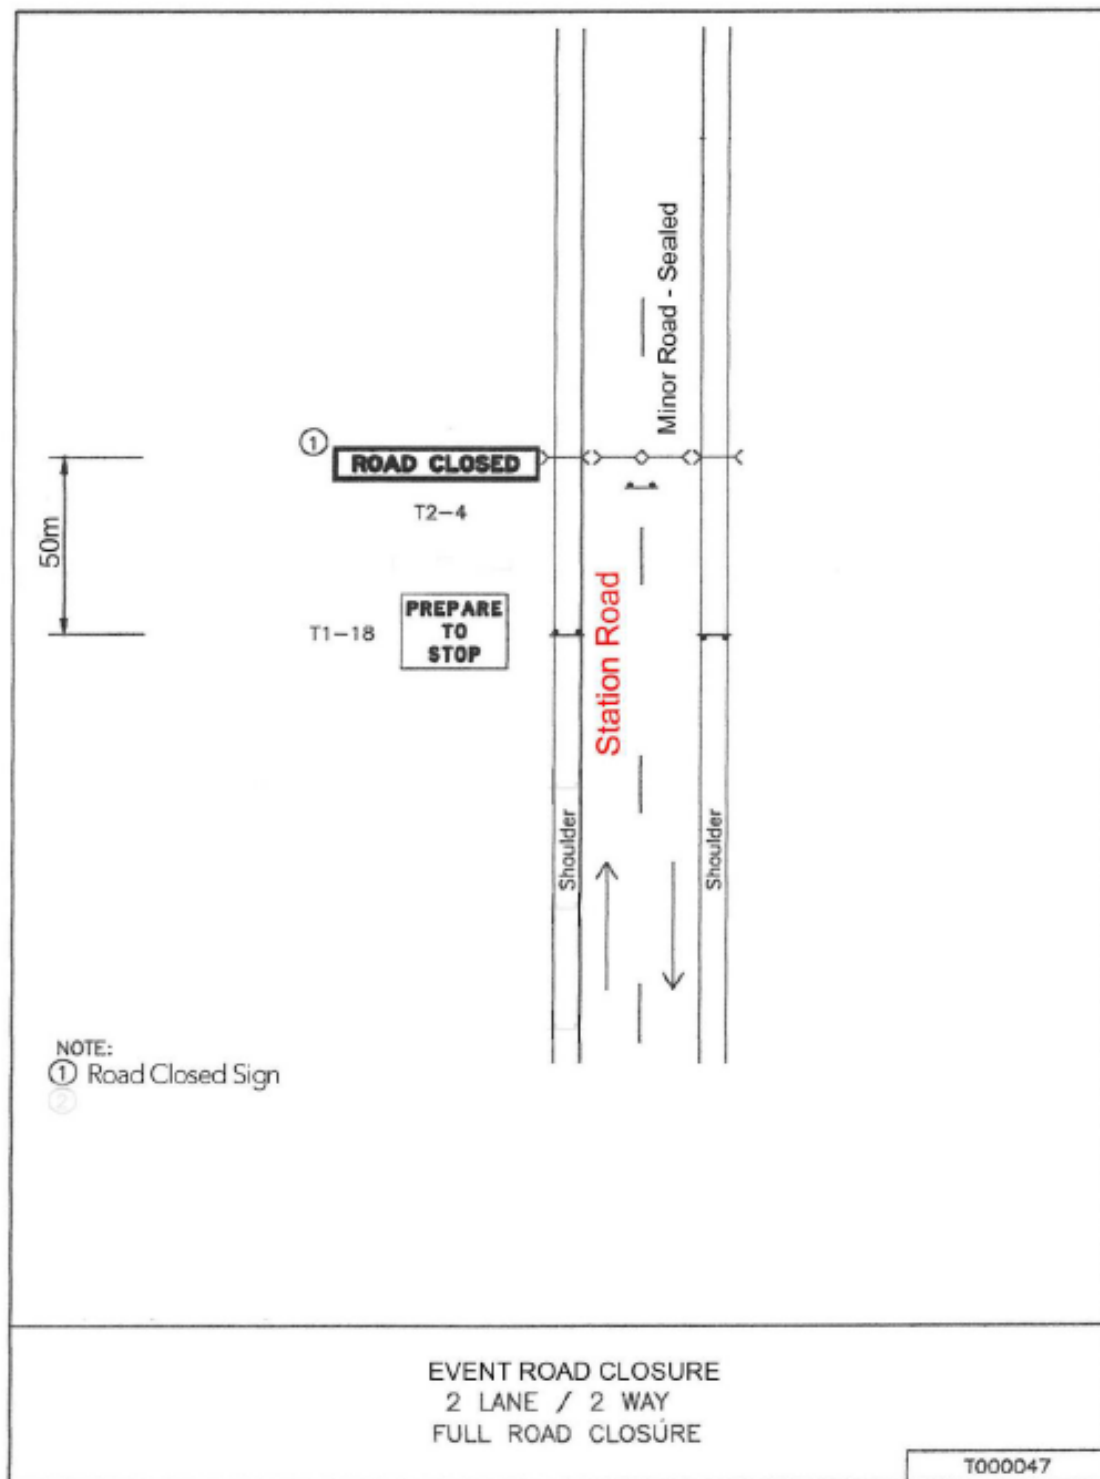 Minor Road - Sealed
①
ROAD CLOSED
T2-4
50m
PREPARE
TO
STOP
T1-18
Station Road
Shoulder
Shoulder
NOTE:
① Road Closed Sign
②
EVENT ROAD CLOSURE
2 LANE / 2 WAY
FULL ROAD CLOSURE
T000047